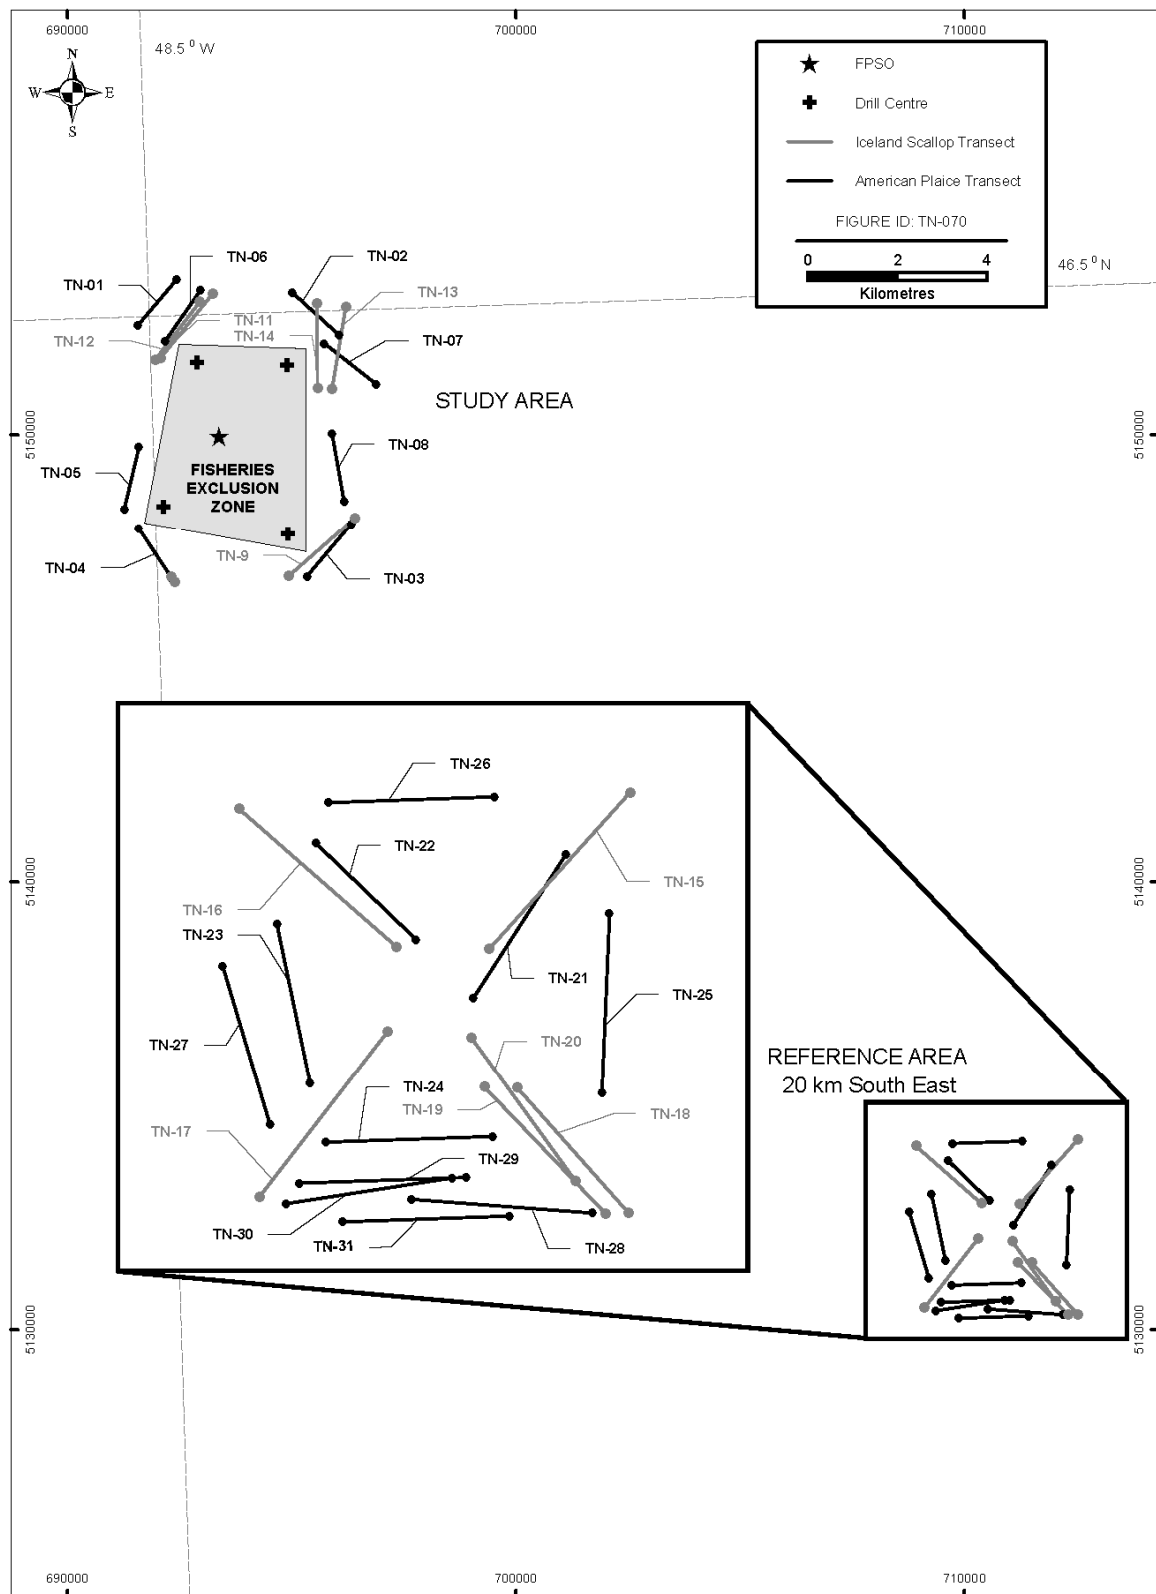 690000
700000
710000
48.5 ⁰ W
N
W
E
S
FPSO
Drill Centre
Iceland Scallop Transect
American Plaice Transect
FIGURE ID: TN-070
0
2
4
Kilometres
46.5 ⁰ N
TN-06
TN-02
TN-01
TN-13
TN-11
TN-12
TN-14
TN-07
STUDY AREA
5150000
5150000
TN-08
TN-05
FISHERIES
EXCLUSION
ZONE
TN-9
TN-04
TN-03
TN-26
TN-22
TN-15
5140000
5140000
TN-16
TN-23
TN-21
TN-25
TN-27
TN-20
REFERENCE AREA
20 km South East
TN-24
TN-19
TN-18
TN-17
TN-29
TN-30
TN-31
TN-28
5130000
5130000
690000
700000
710000